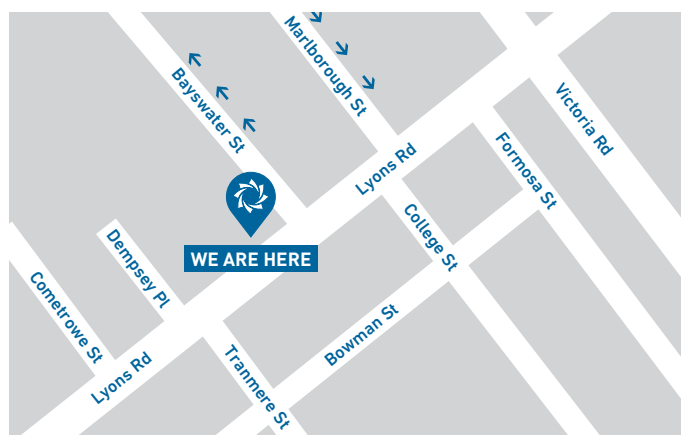 Marlborough St
Bayswater St
Victoria Rd
Lyons Rd
Formosa St
College St
WE ARE HERE
Dempsey Pl
Cometrowe St
Bowman St
Lyons Rd
Tranmere St